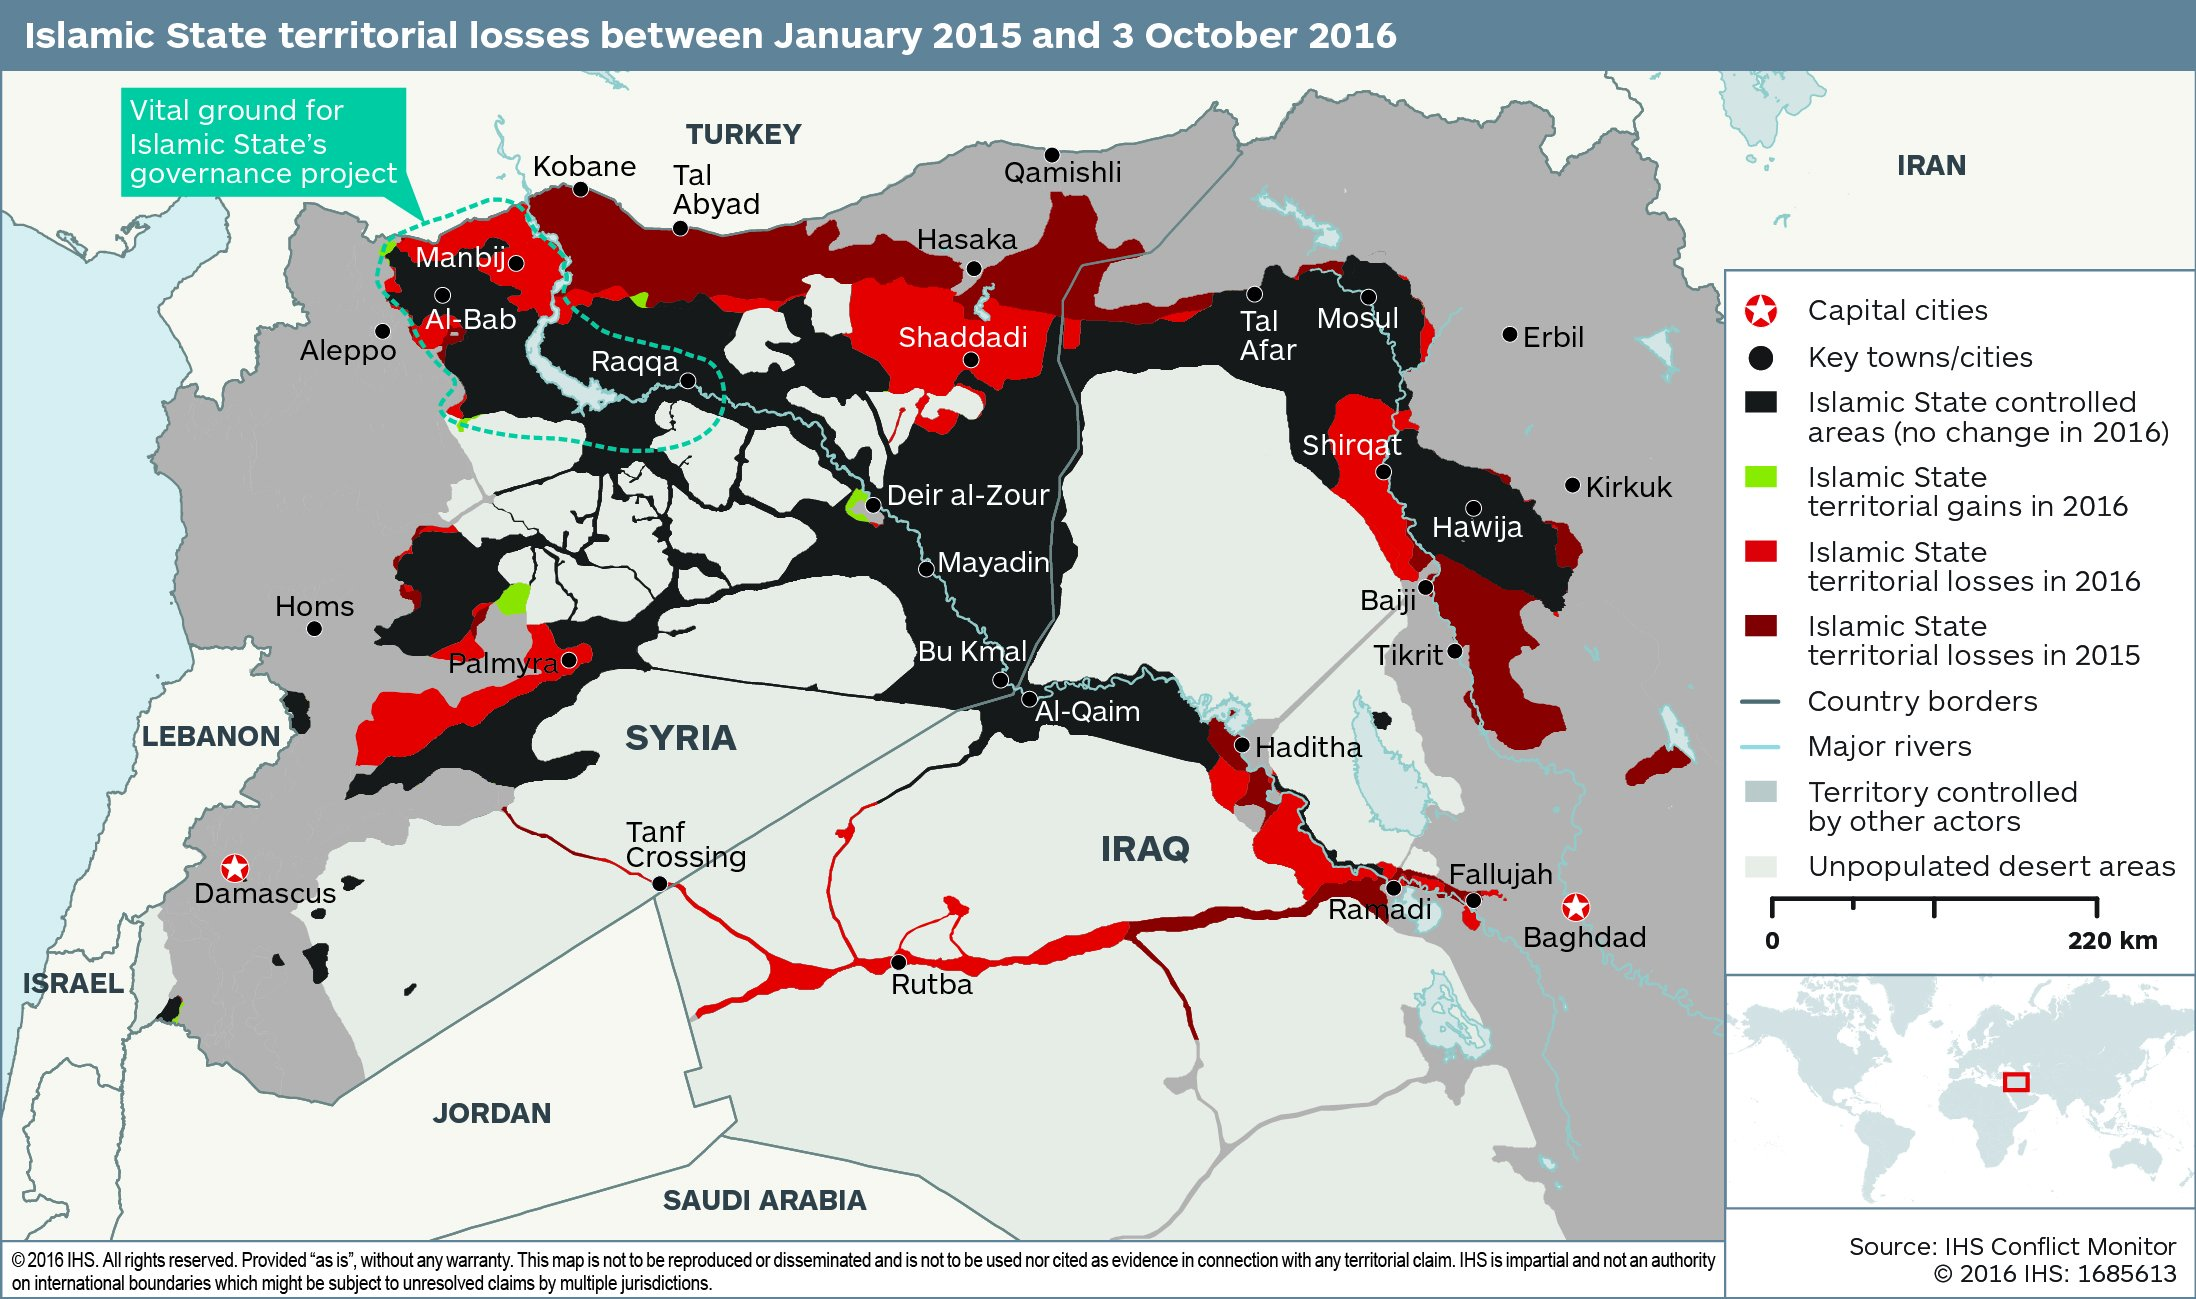 Islamic State territorial losses between January 2015 and 3 October 2016
Vital ground for
Islamic State's
governance project
TURKEY
IRAN
Kobane
Tal
Abyad
Qamishli
Hasaka
Manbij
Al-Bab
Aleppo
Raqqa
Shaddadi
Tal
Afar
Mosul
Erbil
Shirqat
Kirkuk
Hawija
Deir al-Zour
Mayadin
Homs
Palmyra
Bu Kmal
Al-Qaim
Baiji
Tikrit
Haditha
LEBANON
SYRIA
IRAQ
Tanf
Crossing
Damascus
Fallujah
Ramadi
Baghdad
Rutba
ISRAEL
JORDAN
SAUDI ARABIA
Capital cities
Key towns/cities
Islamic State controlled
areas (no change in 2016)
Islamic State
territorial gains in 2016
Islamic State
territorial losses in 2016
Islamic State
territorial losses in 2015
Country borders
Major rivers
Territory controlled
by other actors
Unpopulated desert areas
0 220 km
© 2016 IHS. All rights reserved. Provided “as is”, without any warranty. This map is not to be reproduced or disseminated and is not to be used nor cited as evidence in connection with any territorial claim. IHS is impartial and not an authority
on international boundaries which might be subject to unresolved claims by multiple jurisdictions.
Source: IHS Conflict Monitor
© 2016 IHS: 1685613